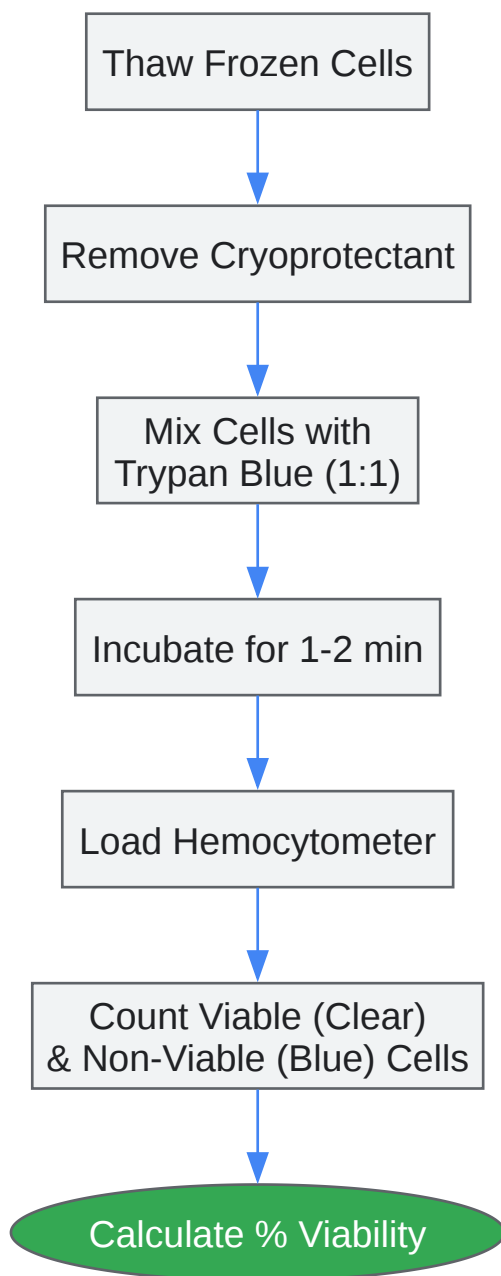 Thaw Frozen Cells
Remove Cryoprotectant
Mix Cells with
Trypan Blue (1:1)
Incubate for 1-2 min
Load Hemocytometer
Count Viable (Clear)
& Non-Viable (Blue) Cells
Calculate % Viability